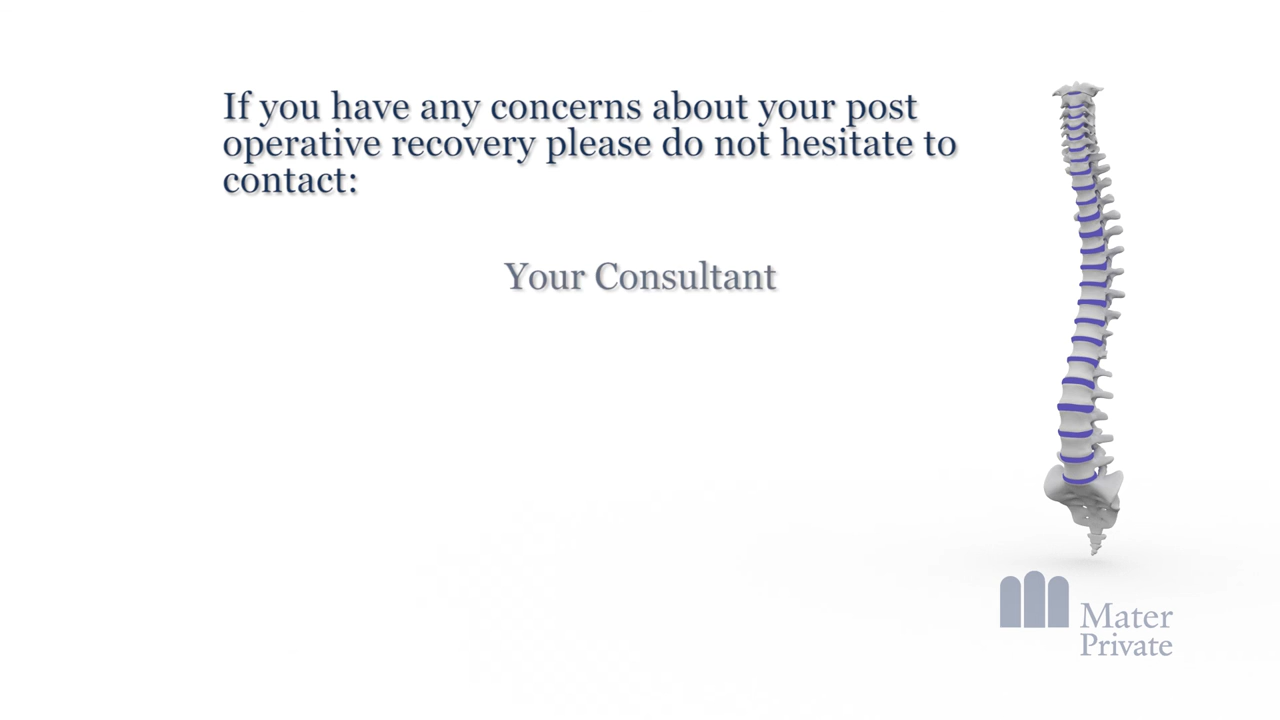 If you have any concerns about your post
operative recovery please do not hesitate to
contact:
Your Consultant
Mater
Private